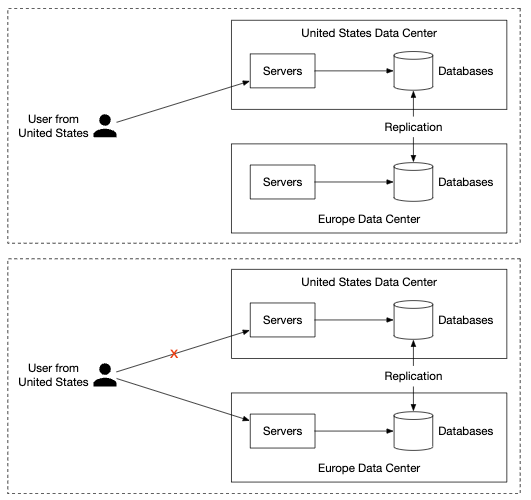 United States Data Center
Servers
Databases
User from
United States
Replication
Servers
Databases
Europe Data Center
United States Data Center
Servers
Databases
X
User from
United States
Replication
Servers
Databases
Europe Data Center